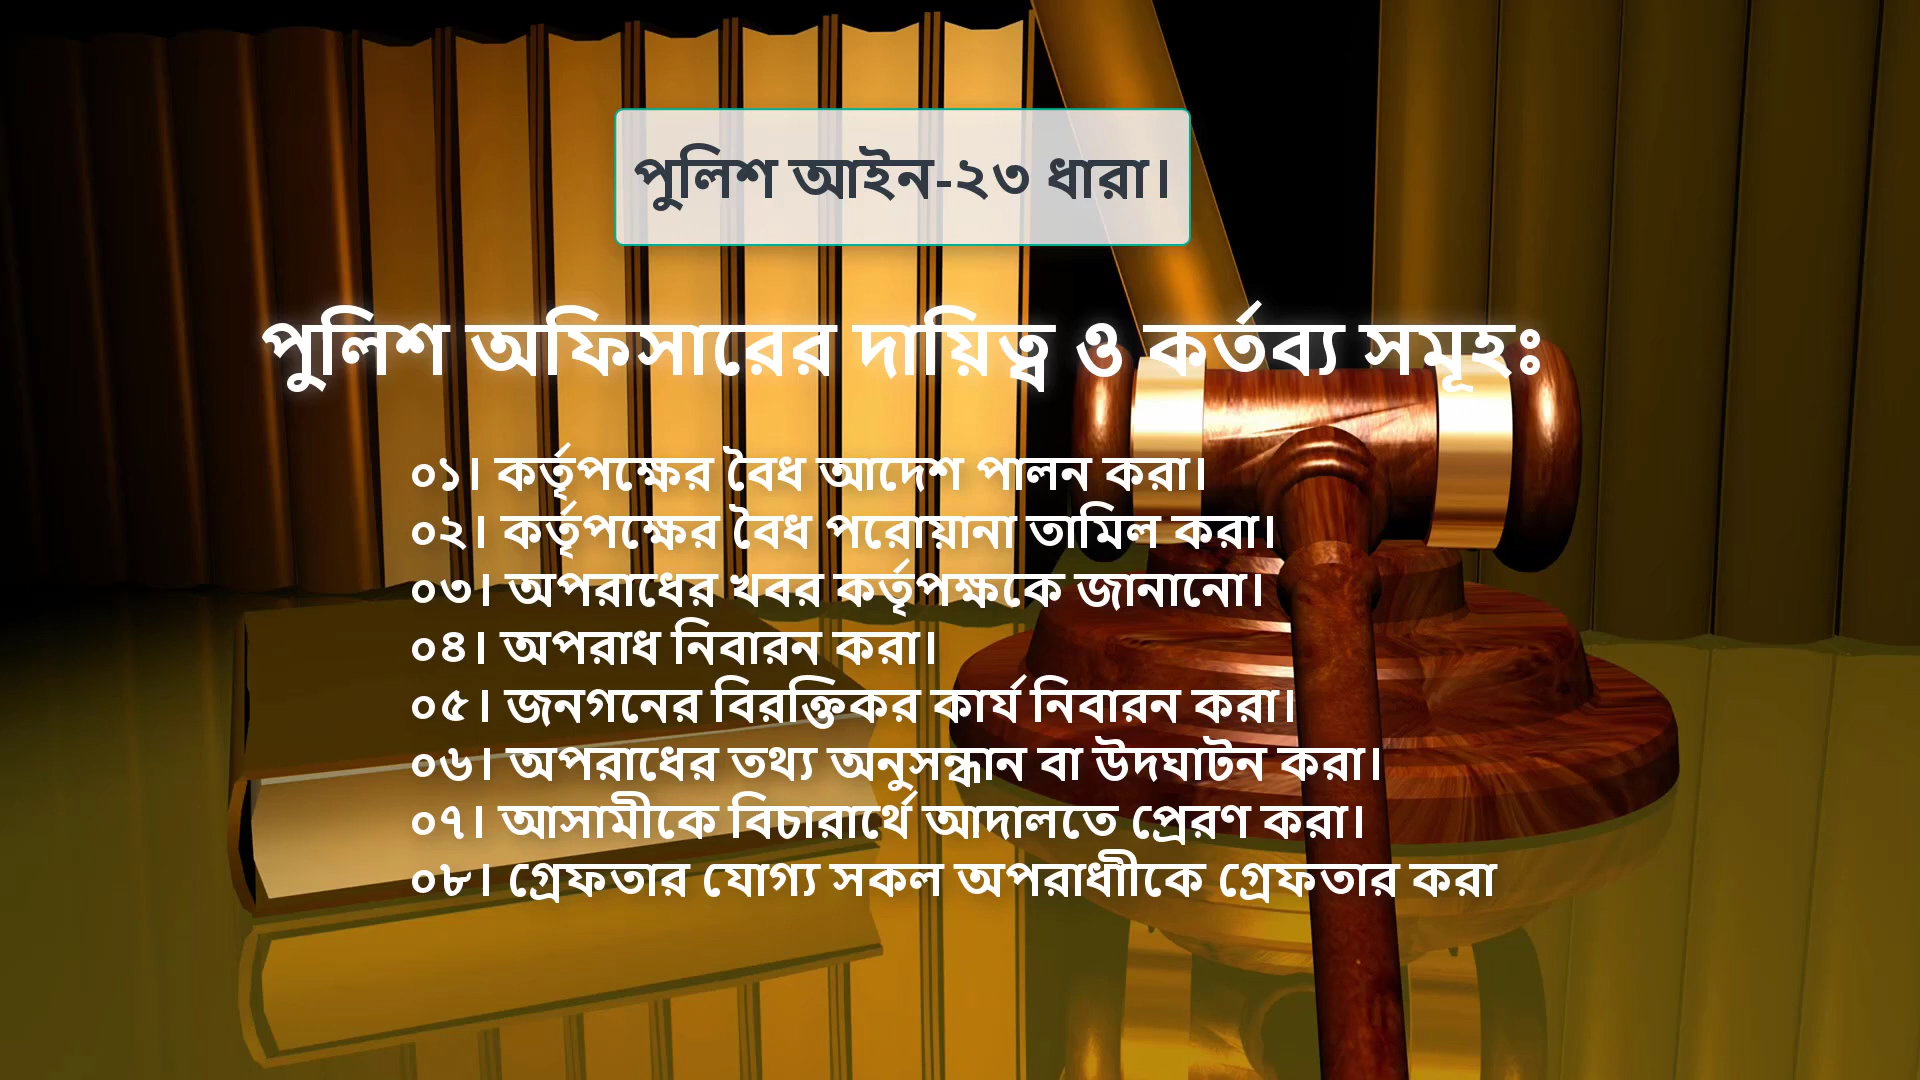 পুলিশ আইন-২৩ ধারা।
পুলিশ অফিসারের দায়িত্ব ও কর্তব্য সমূহঃ
০১। কর্তৃপক্ষের বৈধ আদেশ পালন করা।
০২। কর্তৃপক্ষের বৈধ পরোয়ানা তামিল করা।
০৩। অপরাধের খবর কর্তৃপক্ষকে জানানো।
০৪। অপরাধ নিবারন করা।
০৫। জনগনের বিরক্তিকর কার্য নিবারন করা।
০৬। অপরাধের তথ্য অনুসন্ধান বা উদঘাটন করা।
০৭। আসামীকে বিচারার্থে আদালতে প্রেরণ করা।
০৮। গ্রেফতার যোগ্য সকল অপরাধীীকে গ্রেফতার করা